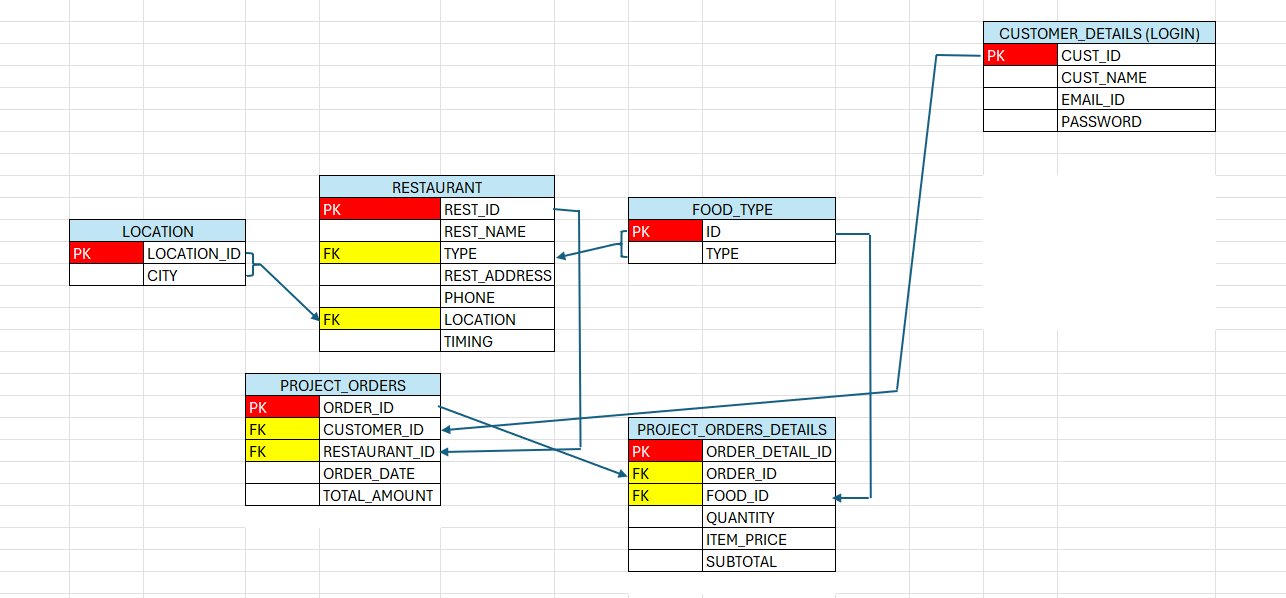 CUSTOMER_DETAILS (LOGIN)
PK CUST_ID
CUST_NAME
EMAIL_ID
PASSWORD
RESTAURANT
PK REST_ID
REST_NAME
FK TYPE
REST_ADDRESS
PHONE
FK LOCATION
TIMING
FOOD_TYPE
PK ID
TYPE
LOCATION
PK LOCATION_ID
CITY
PROJECT_ORDERS
PK ORDER_ID
FK CUSTOMER_ID
FK RESTAURANT_ID
ORDER_DATE
TOTAL_AMOUNT
PROJECT_ORDERS_DETAILS
PK ORDER_DETAIL_ID
FK ORDER_ID
FK FOOD_ID
QUANTITY
ITEM_PRICE
SUBTOTAL